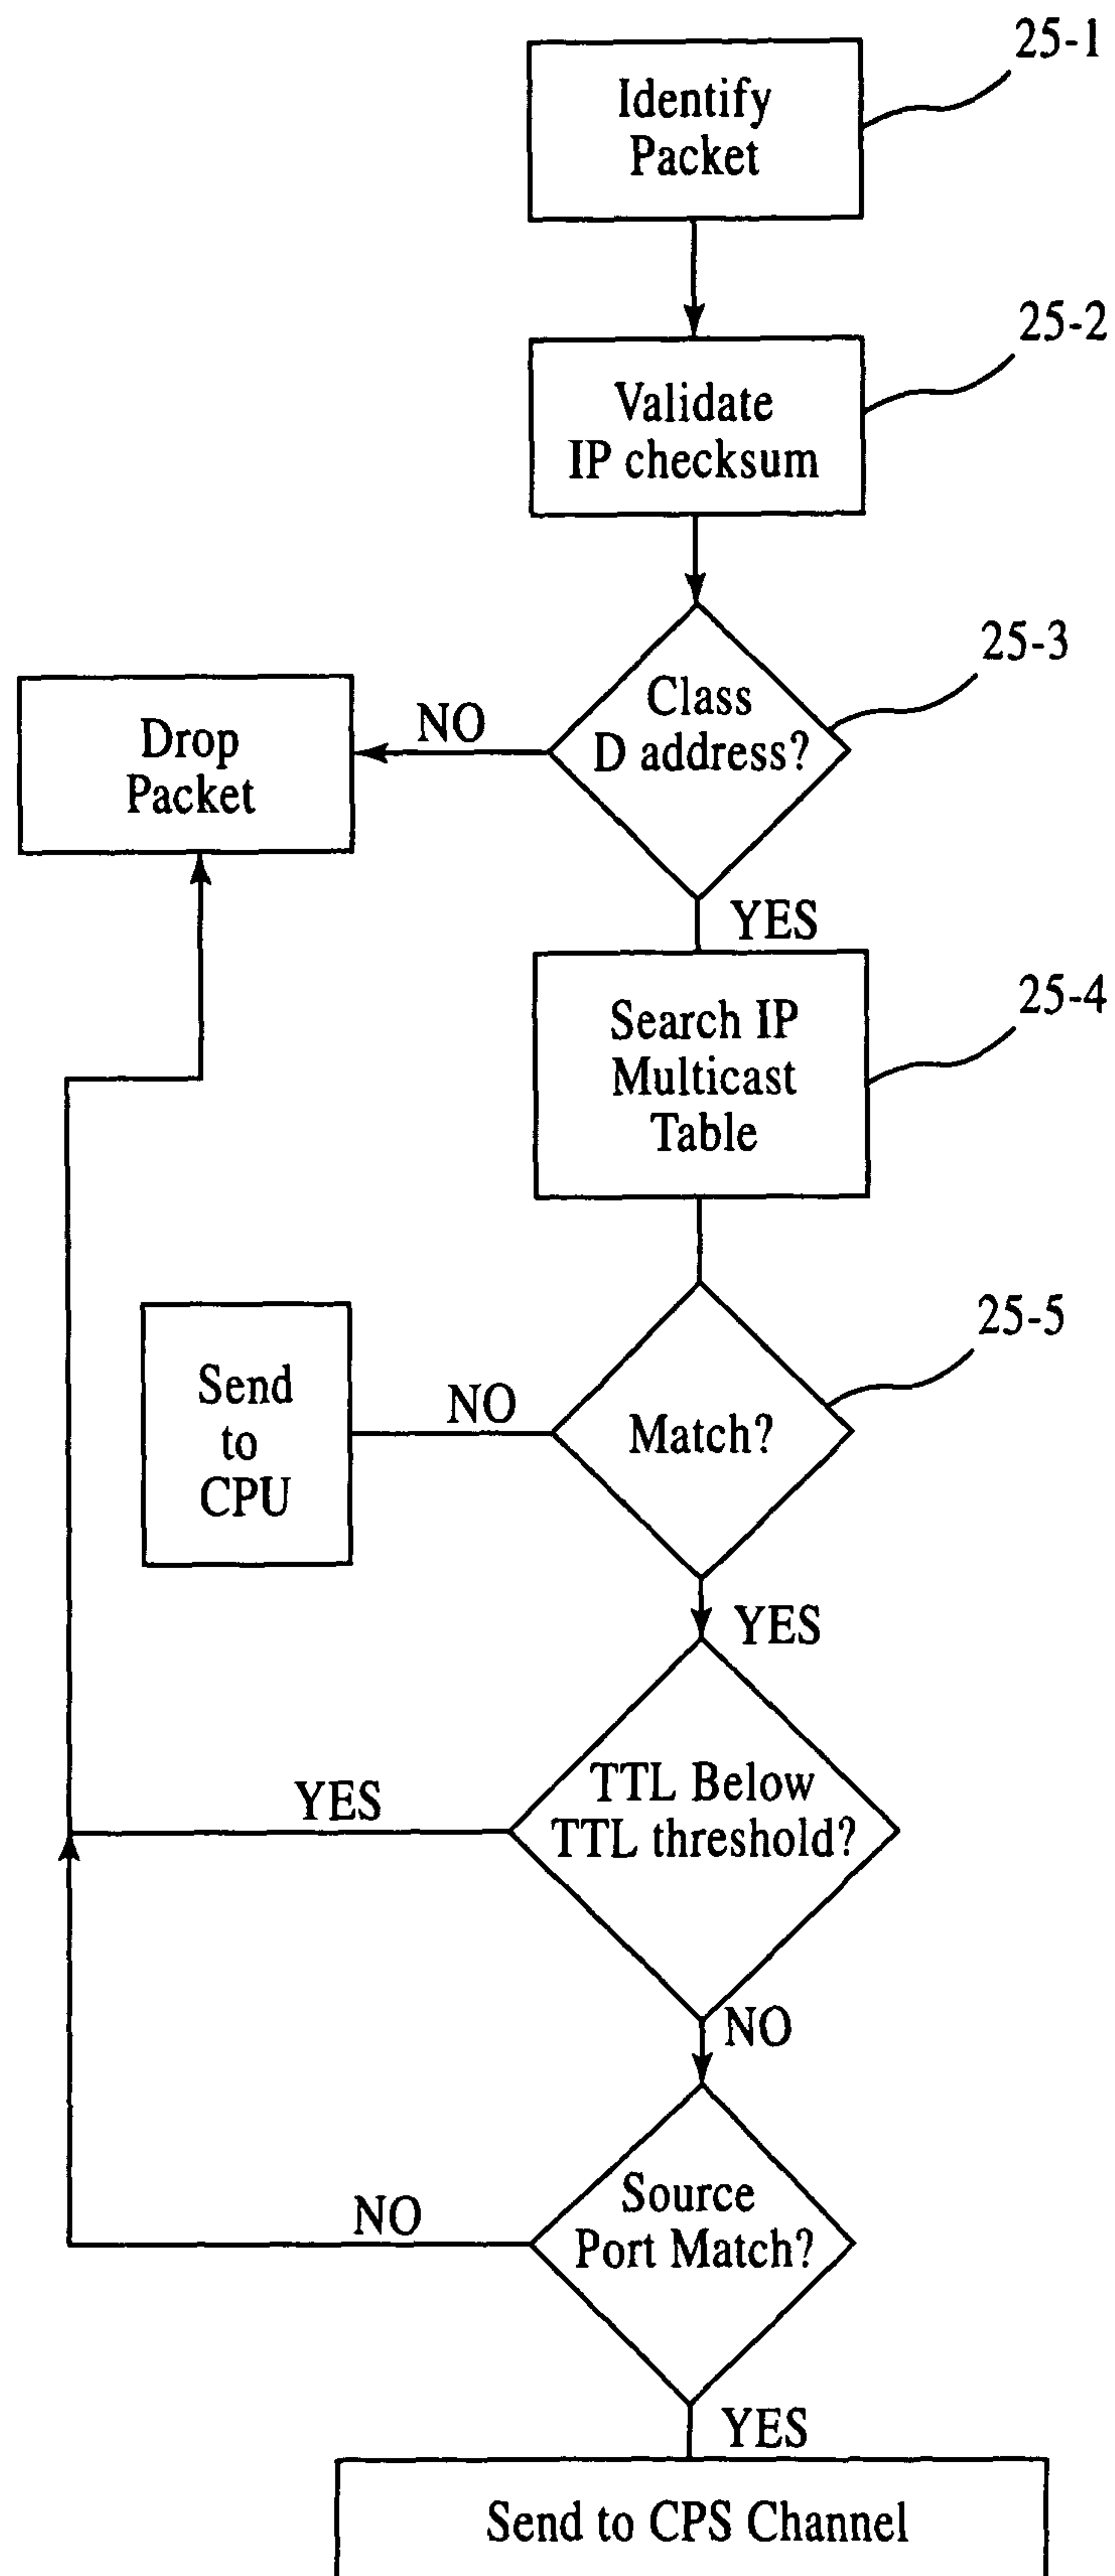 25-1
Identify
Packet
25-2
Validate
IP checksum
25-3
Class
D address?
NO
Drop
Packet
YES
25-4
Search IP
Multicast
Table
25-5
Match?
NO
Send
to
CPU
YES
TTL Below
TTL threshold?
YES
NO
Source
Port Match?
NO
YES
Send to CPS Channel